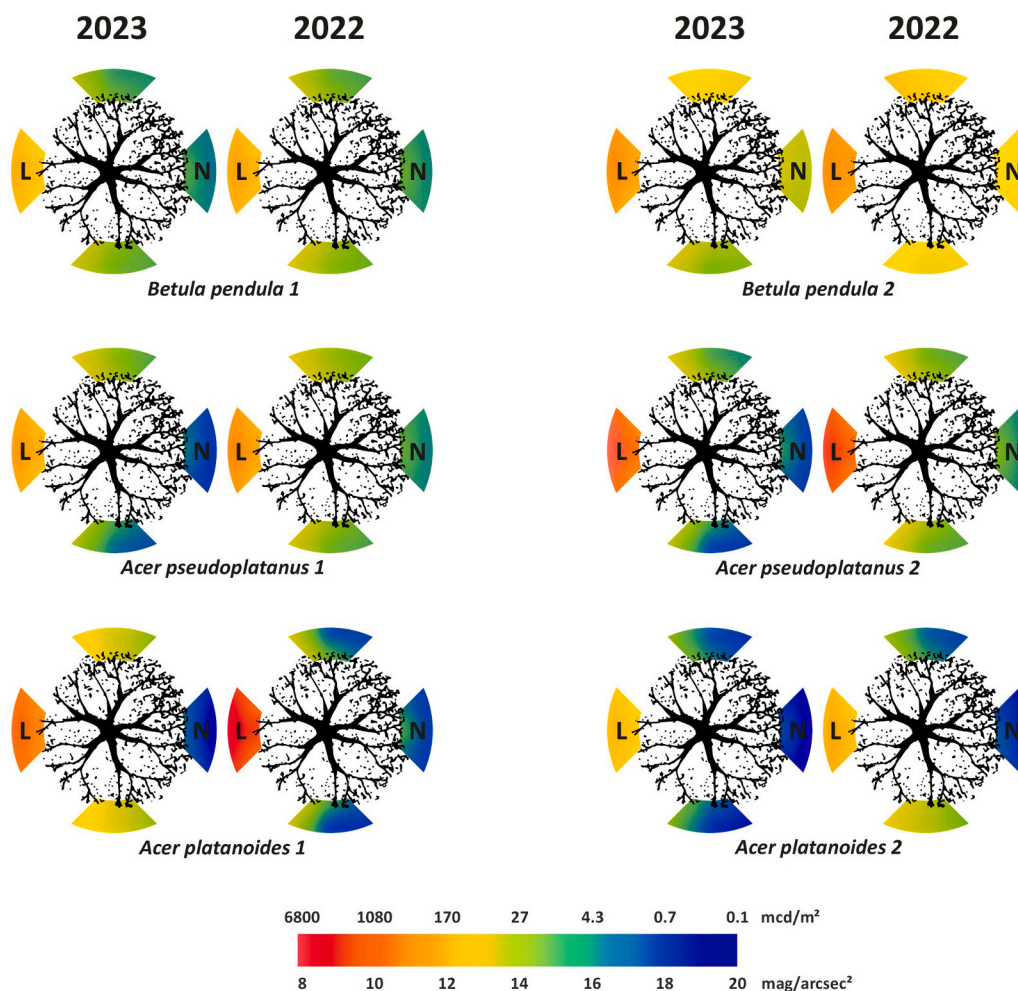 2023 2022 2023 2022
L N L N L N L N
Betula pendula 1 Betula pendula 2
L N L N L N L N
Acer pseudoplatanus 1 Acer pseudoplatanus 2
L N L N L N L N
Acer platanoides 1 Acer platanoides 2
6800 1080 170 27 4.3 0.7 0.1 mcd/m²
8 10 12 14 16 18 20 mag/arcsec²